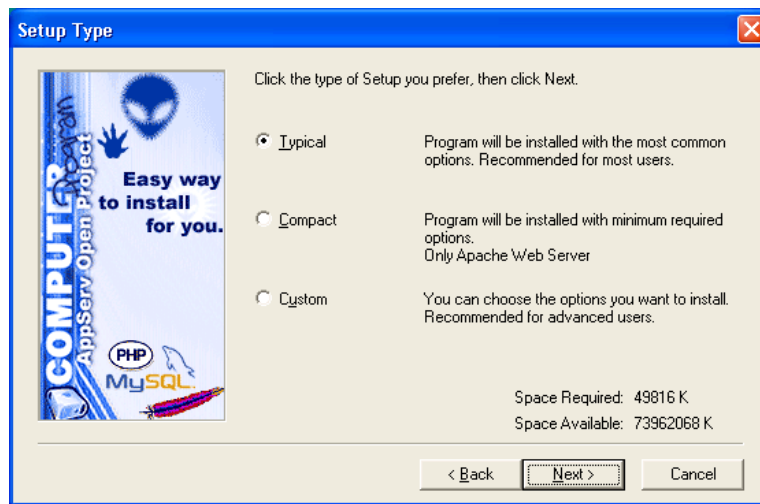 Setup Type
Click the type of Setup you prefer, then click Next.
Typical
Program will be installed with the most common
options. Recommended for most users.
Compact
Program will be installed with minimum required
options.
Only Apache Web Server
Custom
You can choose the options you want to install.
Recommended for advanced users.
Space Required: 49816 K
Space Available: 73962068 K
< Back
Next >
Cancel
COMPUTER
Program
AppServ Open Project
Easy way
to install
for you.
PHP
MySQL